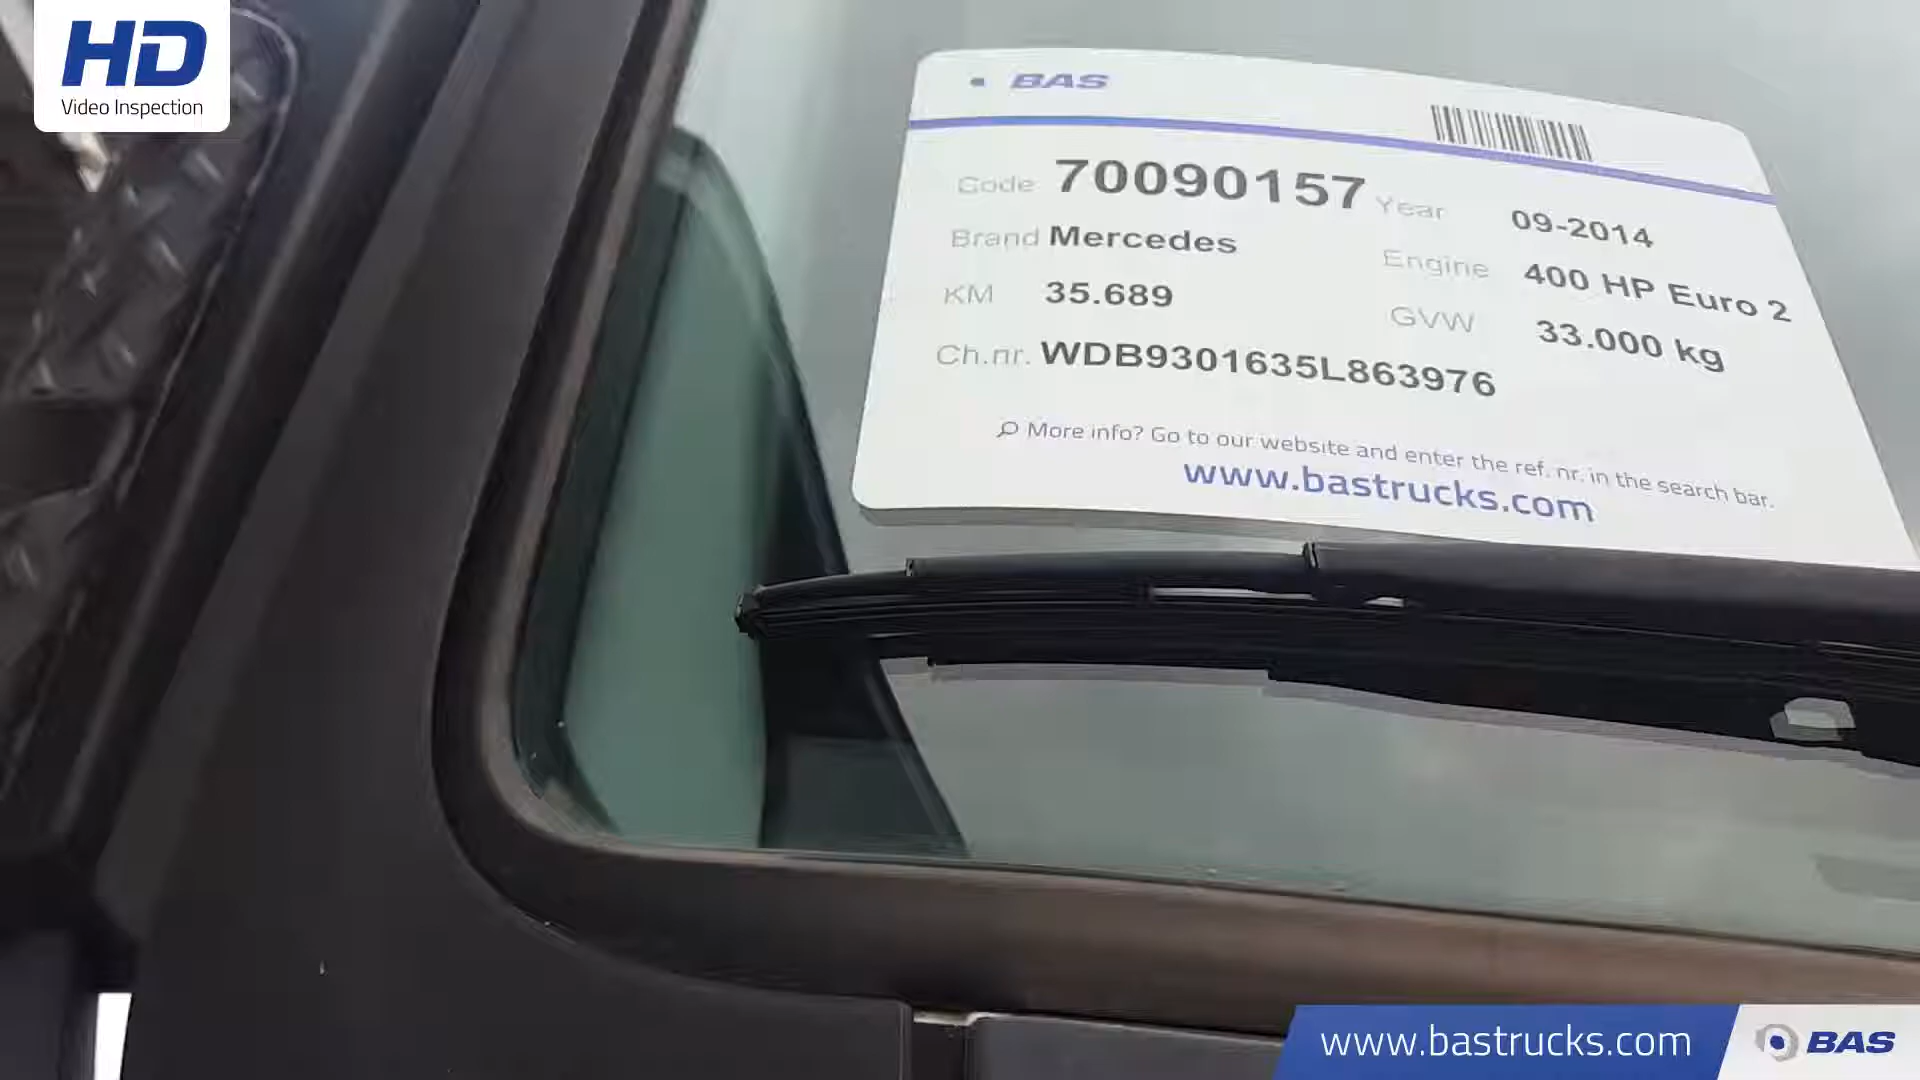 HD
Video Inspection
BAS
Code 70090157 Year 09-2014
Brand Mercedes Engine 400 HP Euro 2
KM 35.689 GVW 33.000 kg
Ch.nr. WDB9301635L863976
More info? Go to our website and enter the ref. nr. in the search bar.
www.bastrucks.com
www.bastrucks.com
BAS